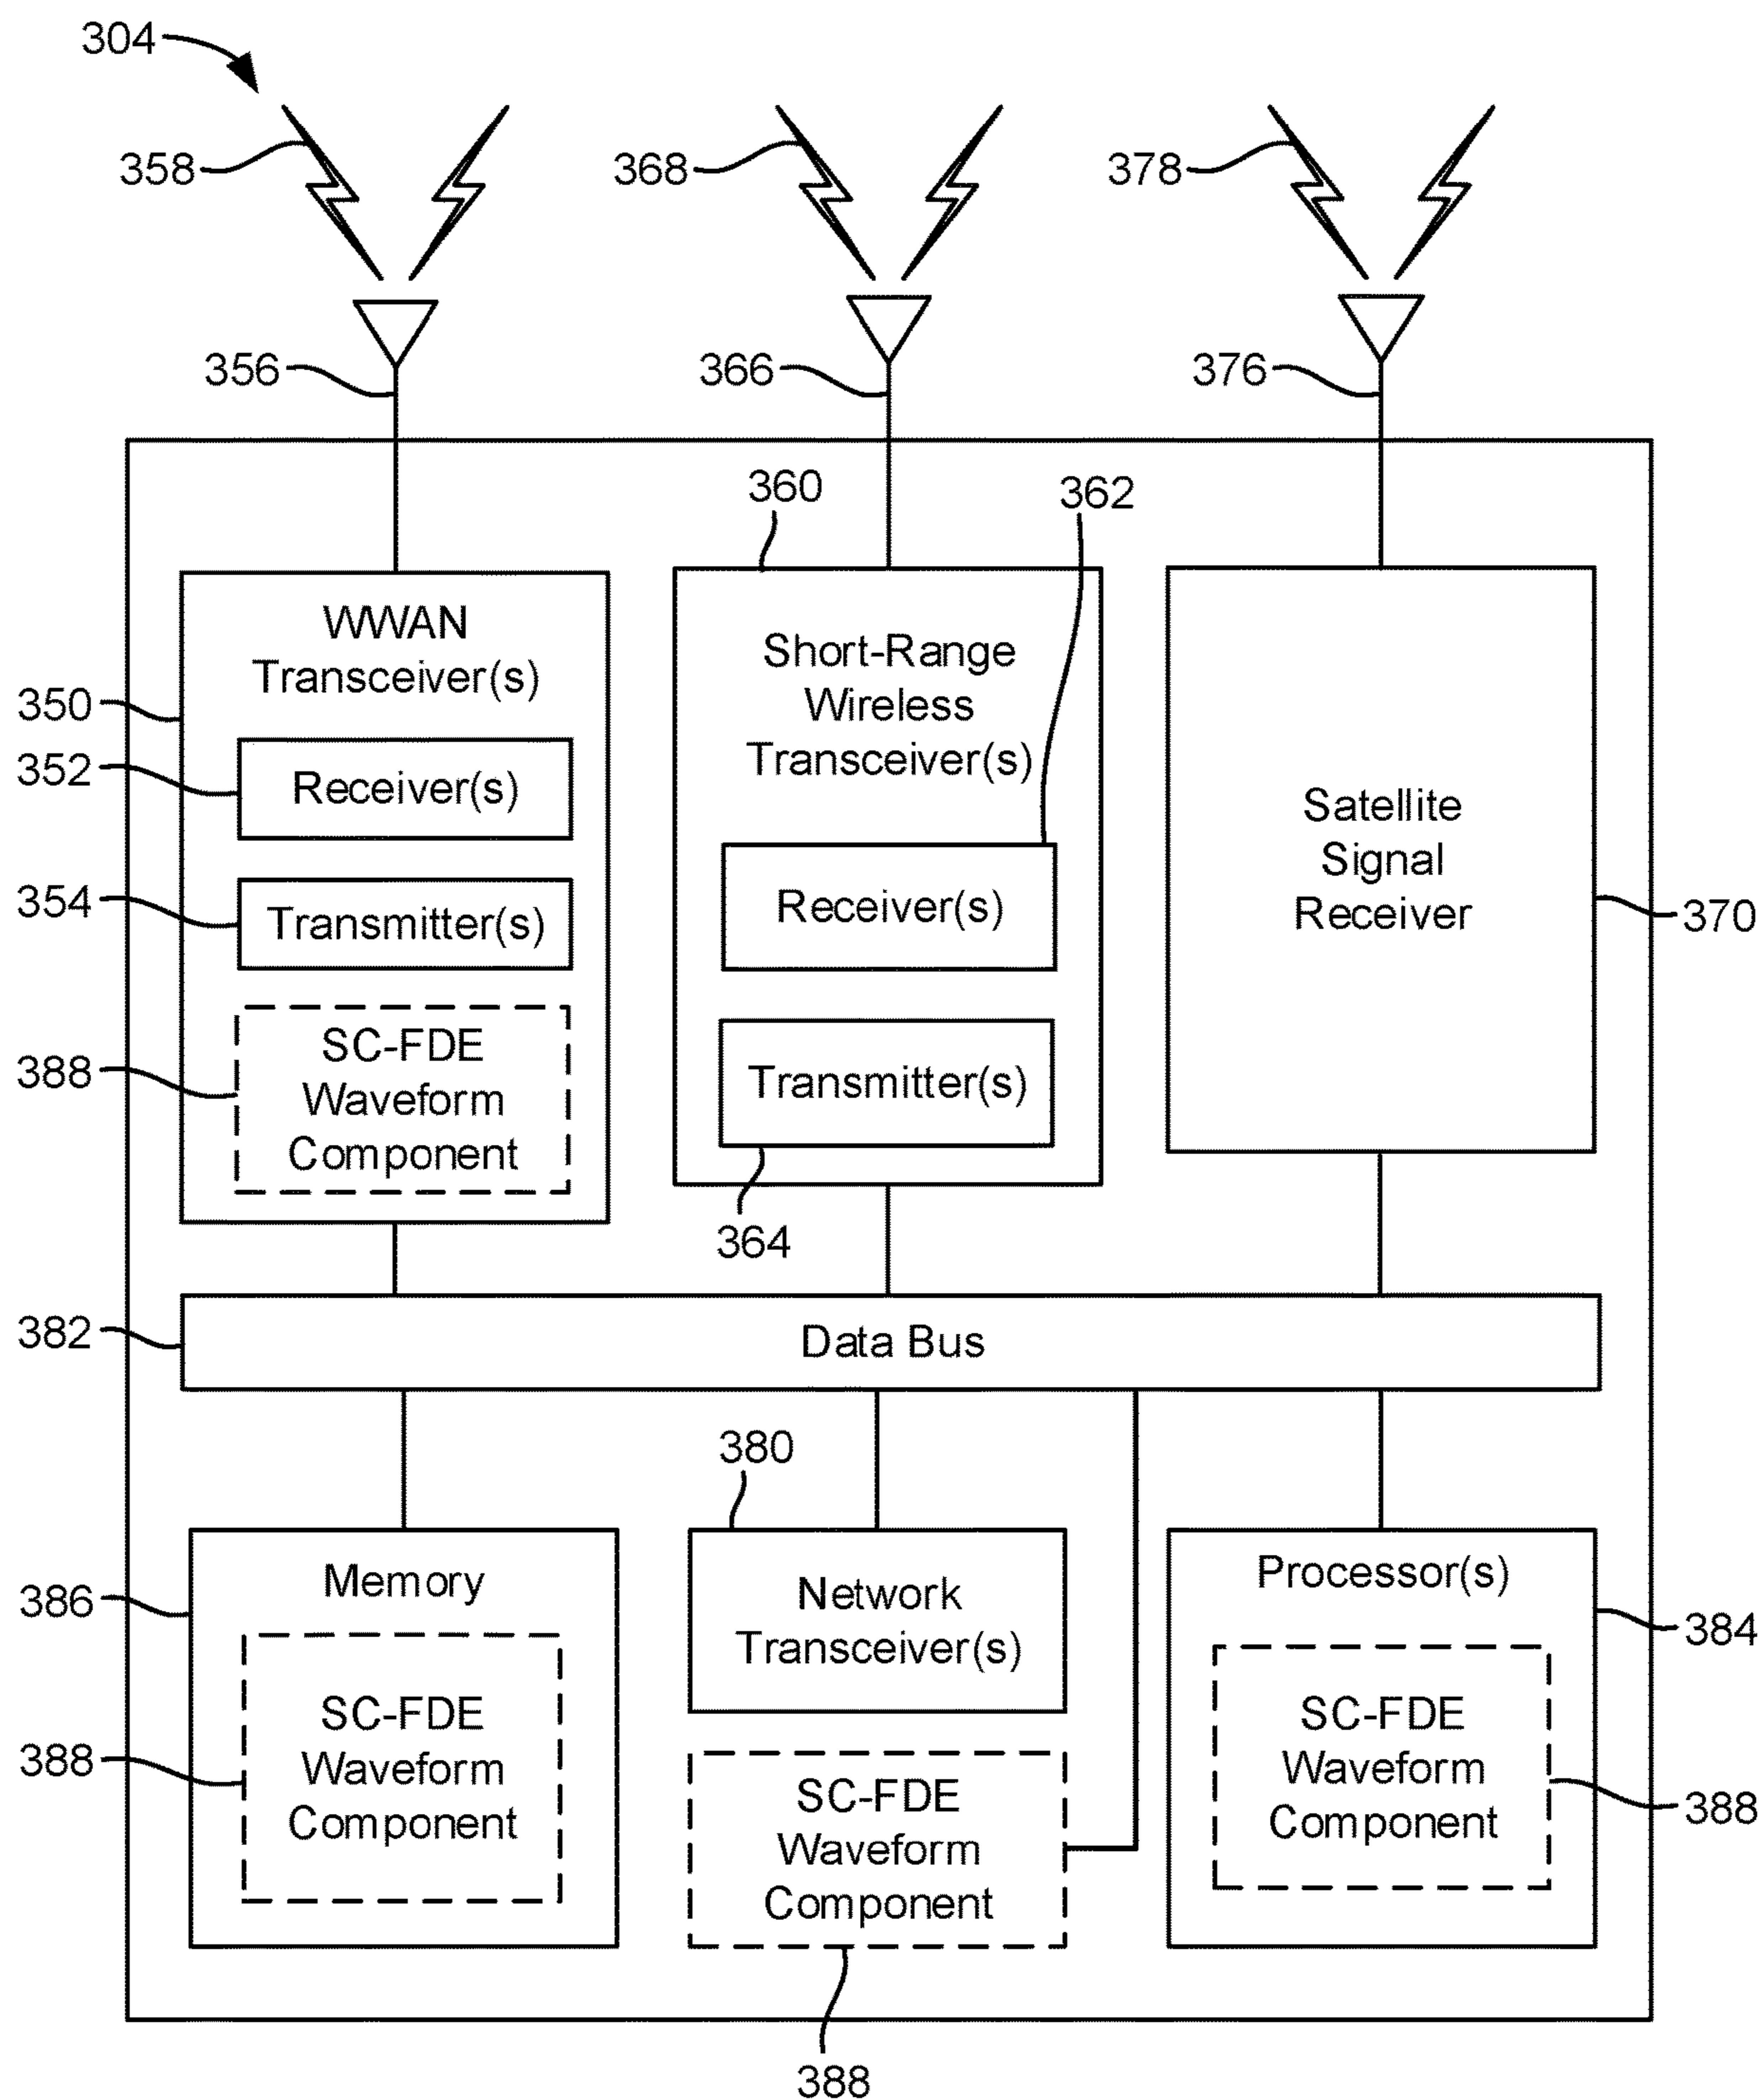 304
358
368
378
356
366
376
360
362
WWAN
Transceiver(s)
350
352
Receiver(s)
354
Transmitter(s)
388
SC-FDE
Waveform
Component
Short-Range
Wireless
Transceiver(s)
Receiver(s)
Transmitter(s)
364
Satellite
Signal
Receiver
370
382
Data Bus
380
386
Memory
388
SC-FDE
Waveform
Component
Network
Transceiver(s)
SC-FDE
Waveform
Component
388
Processor(s)
384
SC-FDE
Waveform
Component
388